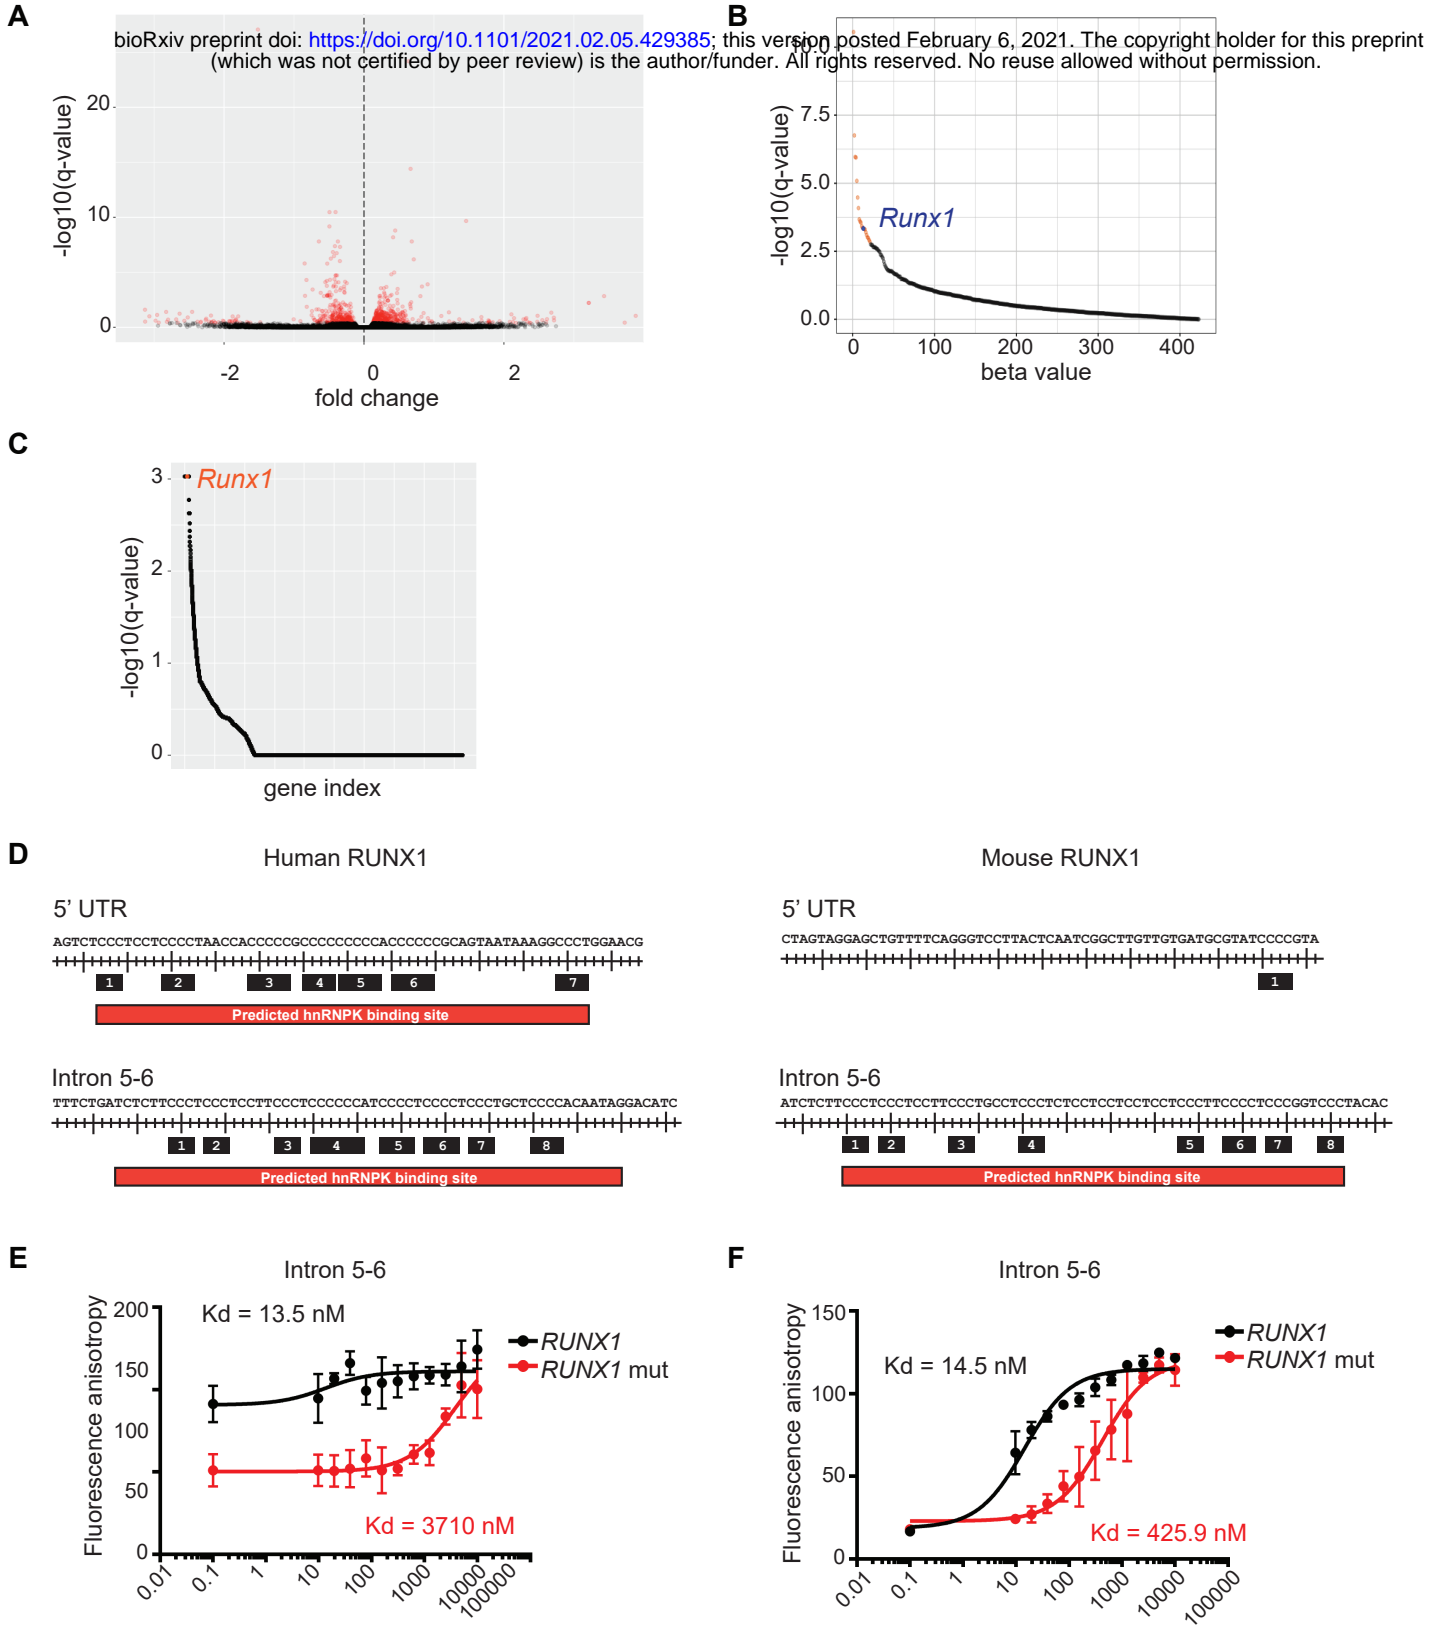 A
B
bioRxiv preprint doi: https://doi.org/10.1101/2021.02.05.429385; this version posted February 6, 2021. The copyright holder for this preprint
(which was not certified by peer review) is the author/funder. All rights reserved. No reuse allowed without permission.
-log10(q-value)
20
10
0
-2
0
2
fold change
-log10(q-value)
10.0
7.5
5.0
2.5
0.0
Runx1
0
100
200
300
400
beta value
C
-log10(q-value)
3
2
1
0
Runx1
gene index
D
Human RUNX1
5’ UTR
AGTCTCCCTCCTCCCCTAACCACCCCCGCCCCCCCCCCACCCCCCGCAGTAATAAAGGCCCTGGAACG
1 2 3 4 5 6 7
Predicted hnRNPK binding site
Intron 5-6
TTTCTGATCTCTTCCCTCCCTCCTTCCCTCCCCCCATCCCCTCCCCTCCCTGCTCCCCACAATAGGACATC
1 2 3 4 5 6 7 8
Predicted hnRNPK binding site
Mouse RUNX1
5’ UTR
CTAGTAGGAGCTGTTTTCAGGGTCCTTACTCAATCGGCTTGTTGTGATGCGTATCCCCGTA
1
Intron 5-6
ATCTCTTCCCTCCCTCCTTCCCTGCCTCCCTCTCCTCCTCCTCCTCCCTTCCCCTCCCGGTCCCTACAC
1 2 3 4 5 6 7 8
Predicted hnRNPK binding site
E
Intron 5-6
Fluorescence anisotropy
200
150
100
50
0
Kd = 13.5 nM
Kd = 3710 nM
RUNX1
RUNX1 mut
0.01
0.1
1
10
100
1000
10000
100000
F
Intron 5-6
Fluorescence anisotropy
150
100
50
0
Kd = 14.5 nM
Kd = 425.9 nM
RUNX1
RUNX1 mut
0.01
0.1
1
10
100
1000
10000
100000